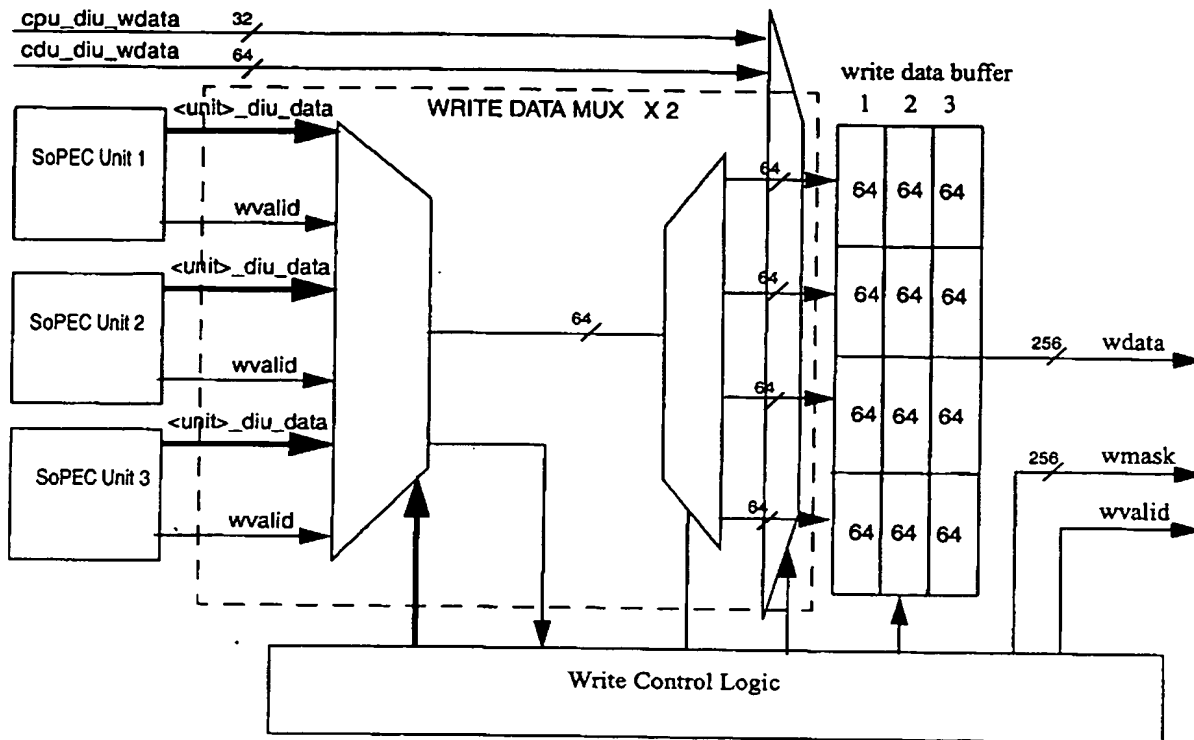 cpu_diu_wdata 32
cdu_diu_wdata 64
write data buffer
1 2 3
<unit>_diu_data
WRITE DATA MUX X 2
SoPEC Unit 1
wvalid
64
64 64 64
<unit>_diu_data
SoPEC Unit 2
64
64
64 64 64
wvalid
256
wdata
<unit>_diu_data
SoPEC Unit 3
64
64 64 64
256
wmask
wvalid
64
64 64 64
wvalid
Write Control Logic